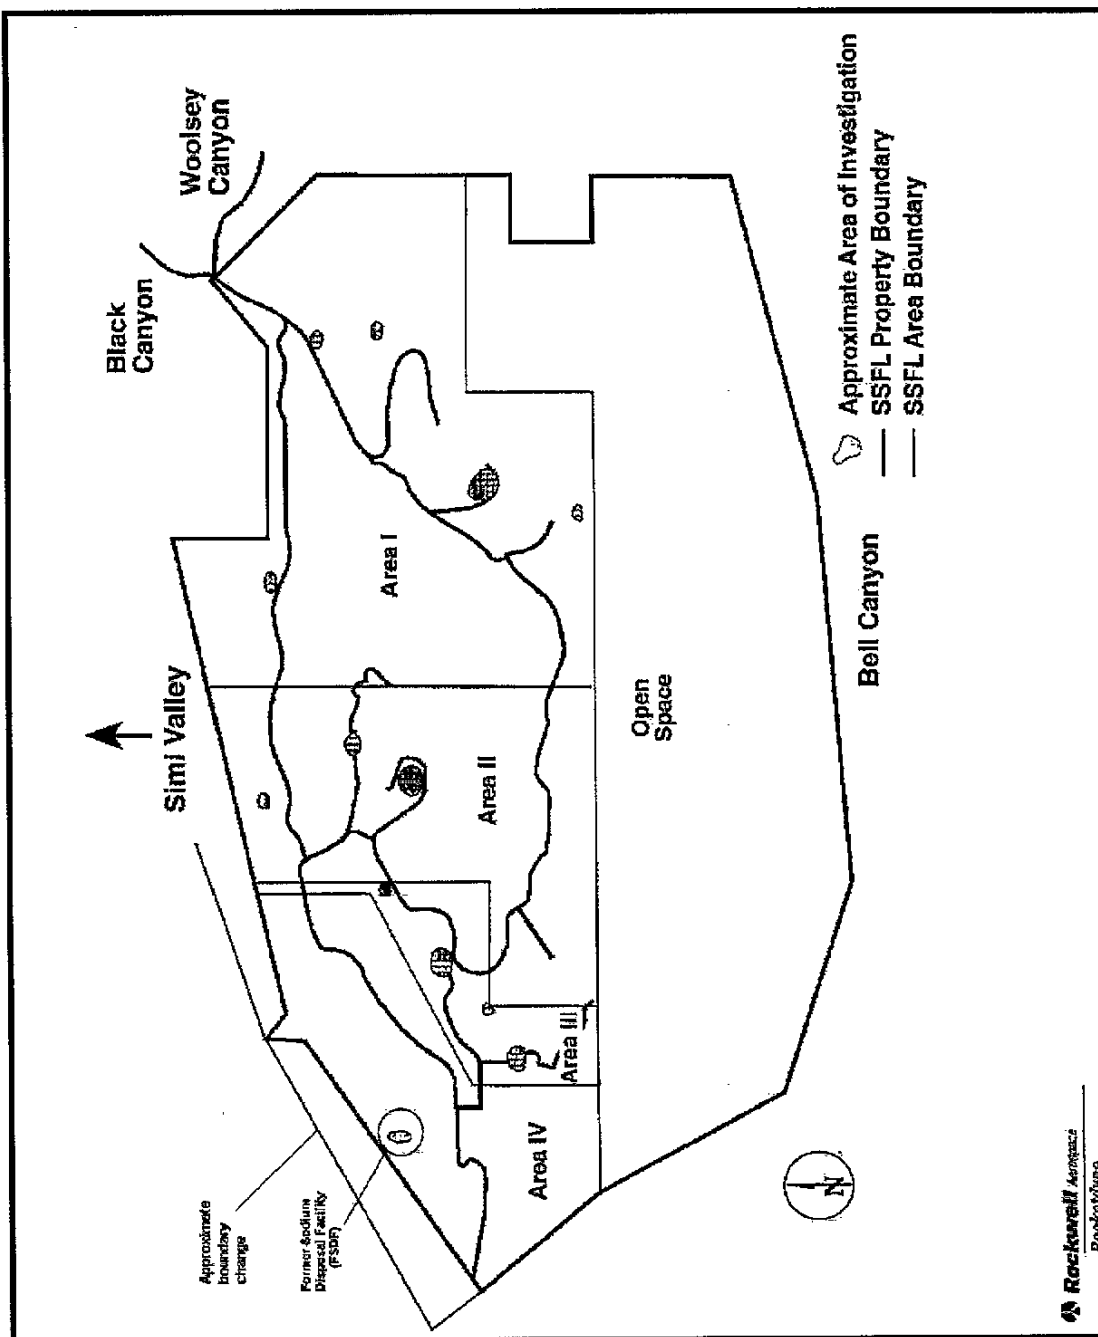 Woolsey
Canyon
Black
Canyon
Simi Valley
Approximate
boundary
change
Former Sodium
Disposal Facility
(FSDF)
Area I
Area II
Area III
Area IV
Open
Space
Bell Canyon
Approximate Area of Investigation
SSFL Property Boundary
SSFL Area Boundary
N
Rockwell Aerospace
Rocketdyne